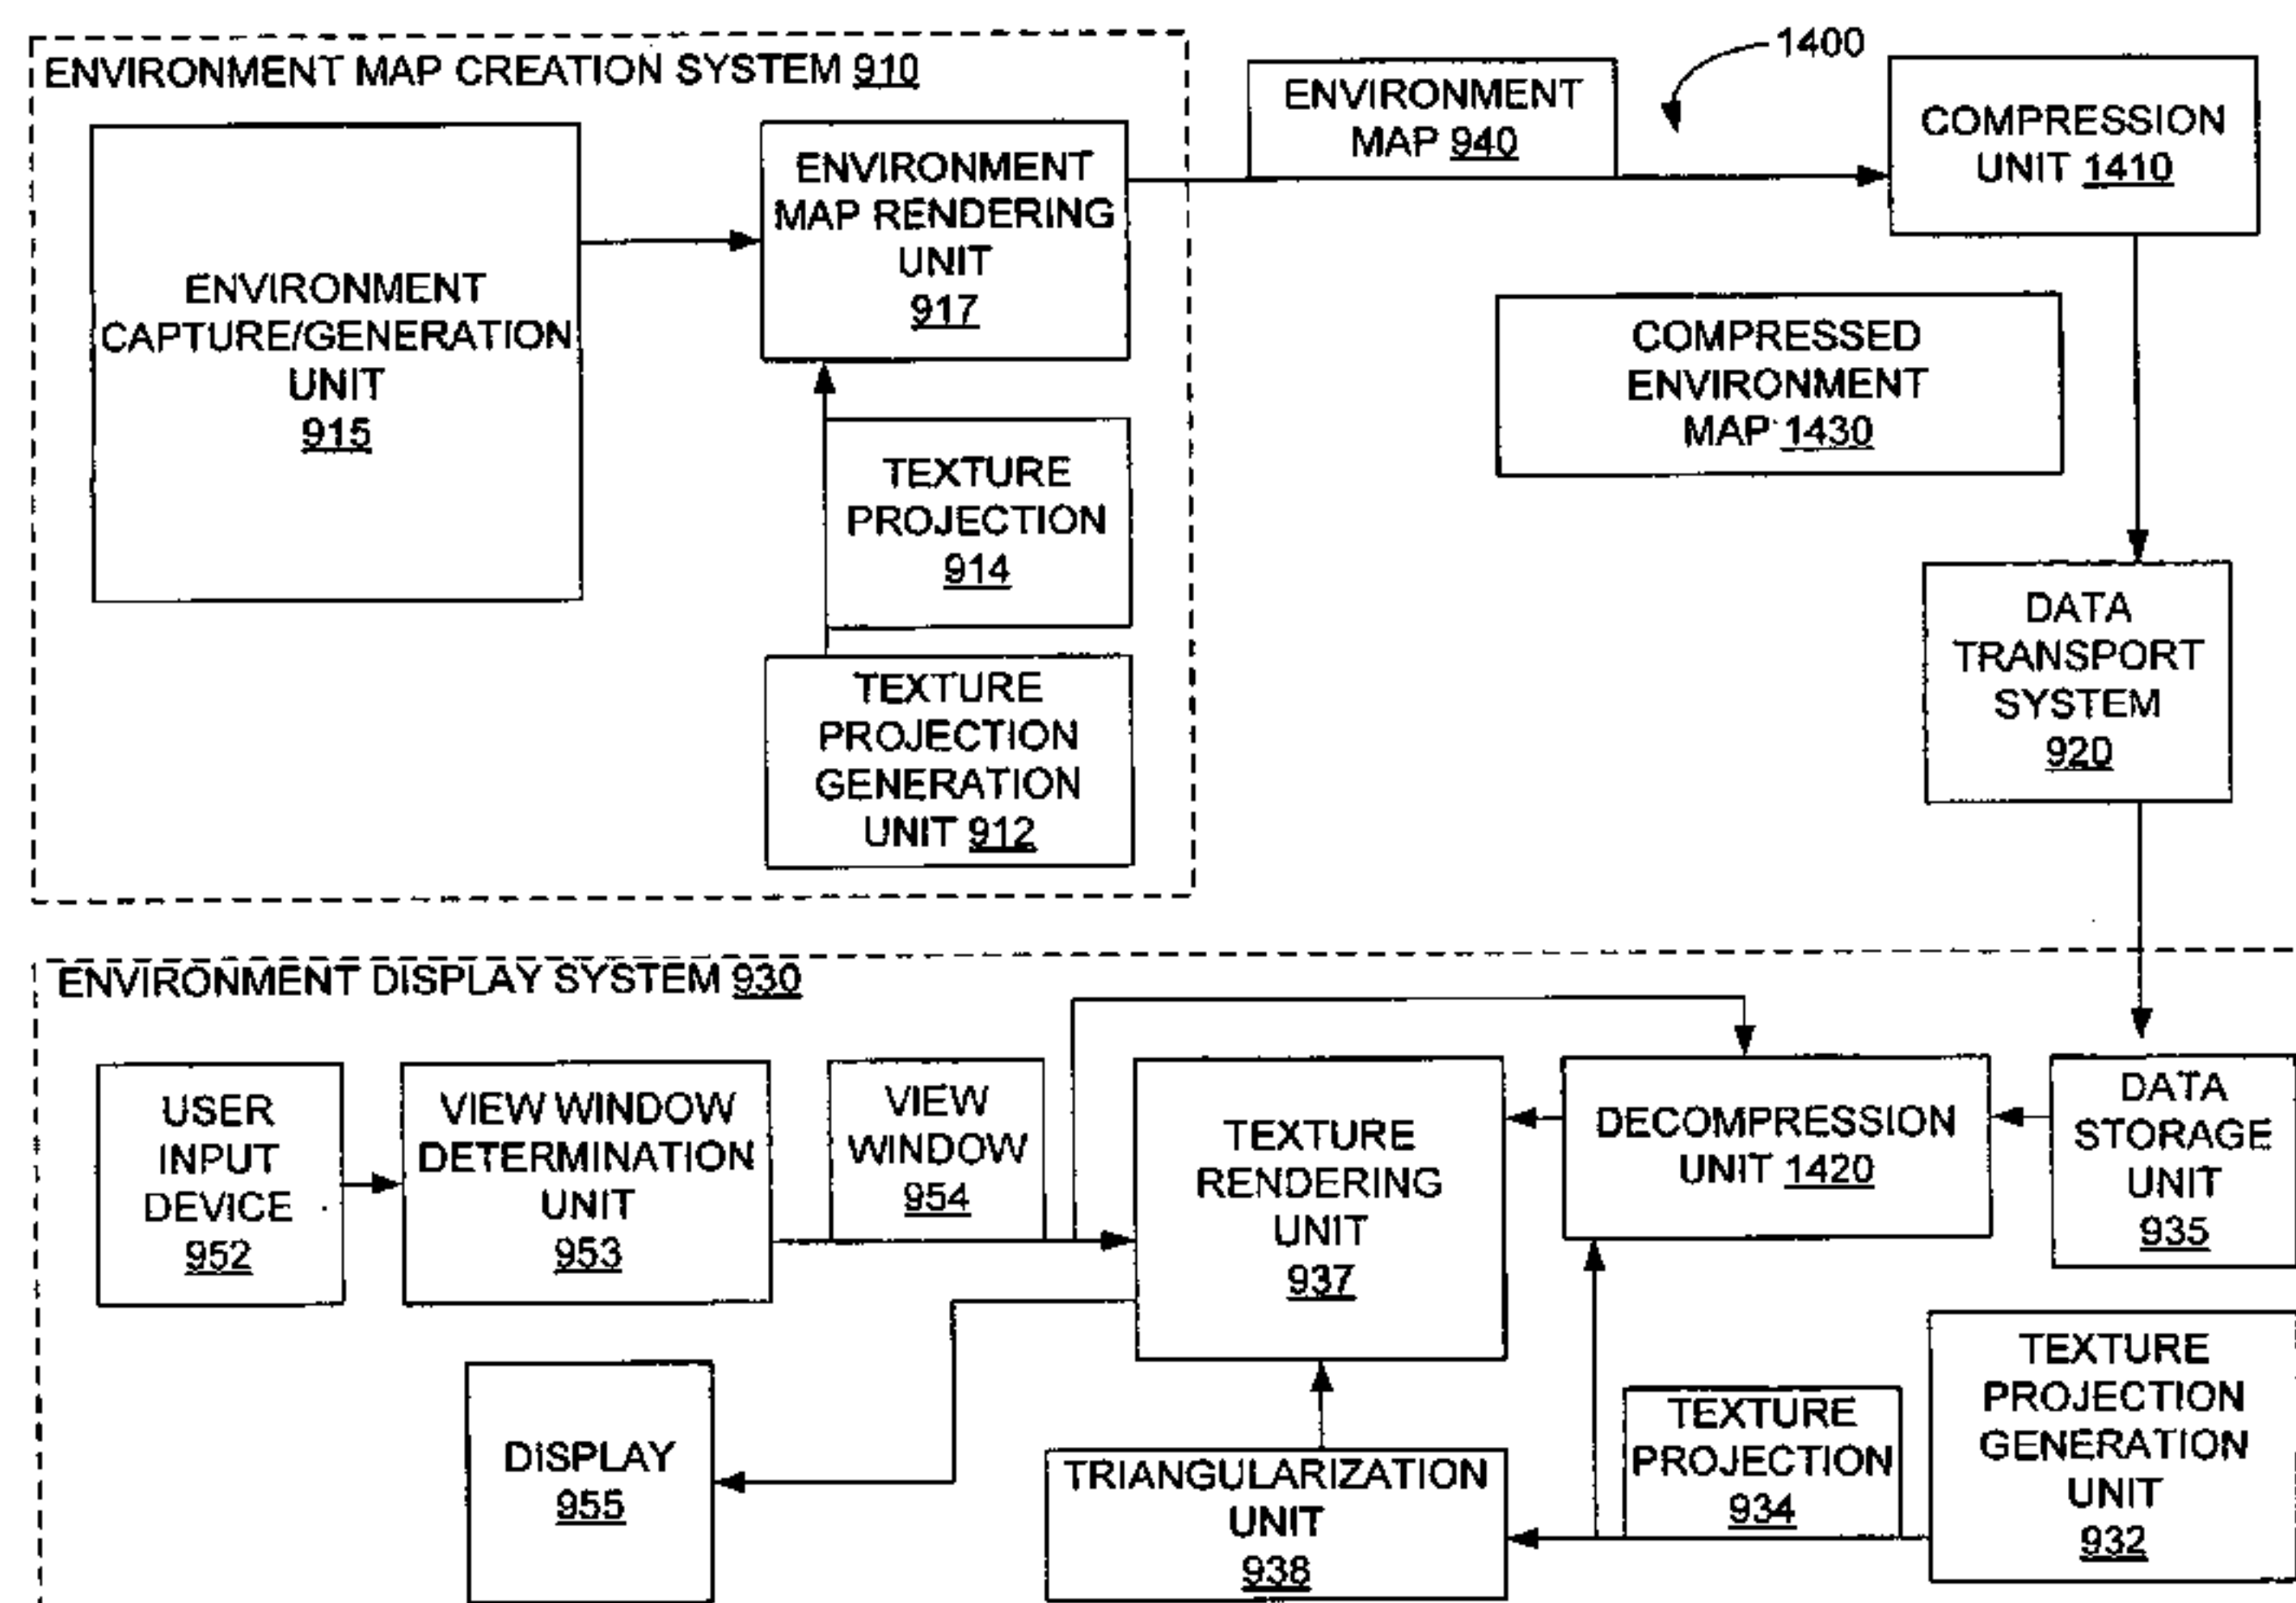 ENVIRONMENT MAP CREATION SYSTEM 910
ENVIRONMENT
CAPTURE/GENERATION
UNIT
915
ENVIRONMENT
MAP RENDERING
UNIT
917
TEXTURE
PROJECTION
914
TEXTURE
PROJECTION
GENERATION
UNIT 912
ENVIRONMENT
MAP 940
1400
COMPRESSION
UNIT 1410
COMPRESSED
ENVIRONMENT
MAP 1430
DATA
TRANSPORT
SYSTEM
920
ENVIRONMENT DISPLAY SYSTEM 930
USER
INPUT
DEVICE
952
VIEW WINDOW
DETERMINATION
UNIT
953
VIEW
WINDOW
954
TEXTURE
RENDERING
UNIT
937
DECOMPRESSION
UNIT 1420
DATA
STORAGE
UNIT
935
DISPLAY
955
TRIANGULARIZATION
UNIT
938
TEXTURE
PROJECTION
934
TEXTURE
PROJECTION
GENERATION
UNIT
932